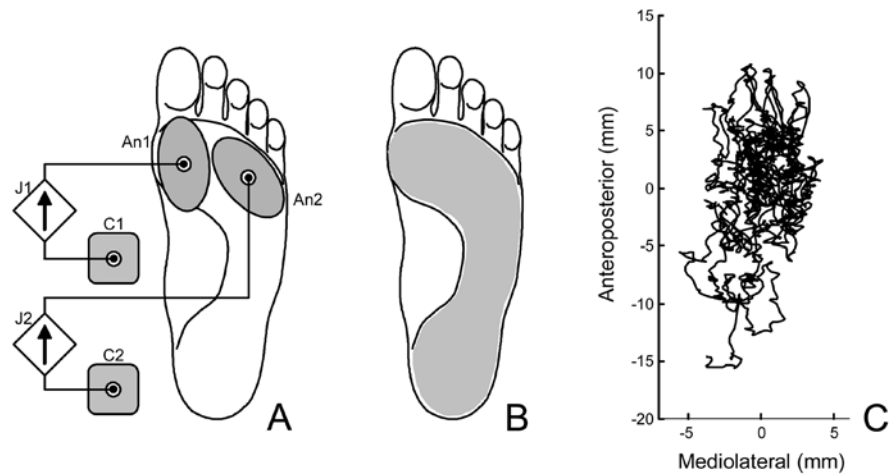 An1
An2
J1
C1
J2
C2
A
B
15
10
5
0
-5
-10
-15
-20
Anteroposterior (mm)
-5
0
5
Mediolateral (mm)
C